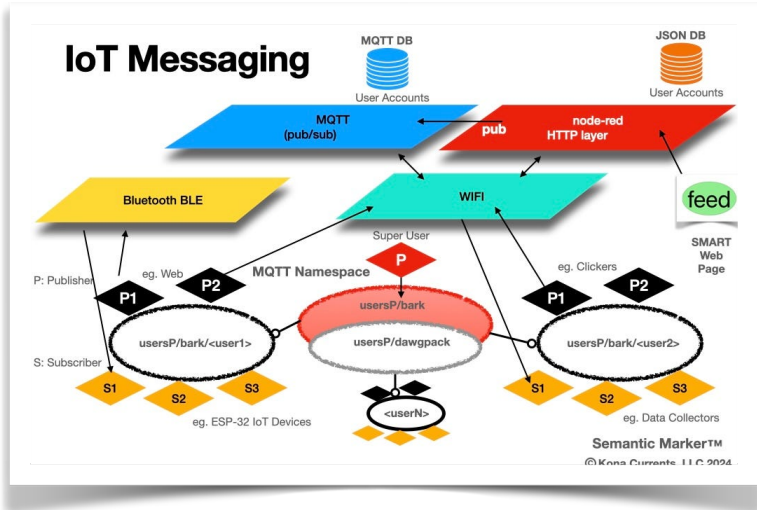 IoT Messaging
MQTT DB
User Accounts
JSON DB
User Accounts
MQTT
(pub/sub)
pub
node-red
HTTP layer
Bluetooth BLE
WIFI
feed
SMART
Web
Page
Super User
P
MQTT Namespace
P: Publisher
eg. Web
P1
P2
usersP/bark/<user1>
S: Subscriber
S1
S2
S3
eg. ESP-32 IoT Devices
usersP/bark
usersP/dawgpack
<userN>
eg. Clickers
P1
P2
usersP/bark/<user2>
S1
S2
S3
eg. Data Collectors
Semantic Marker™
© Kona Currents, LLC 2024